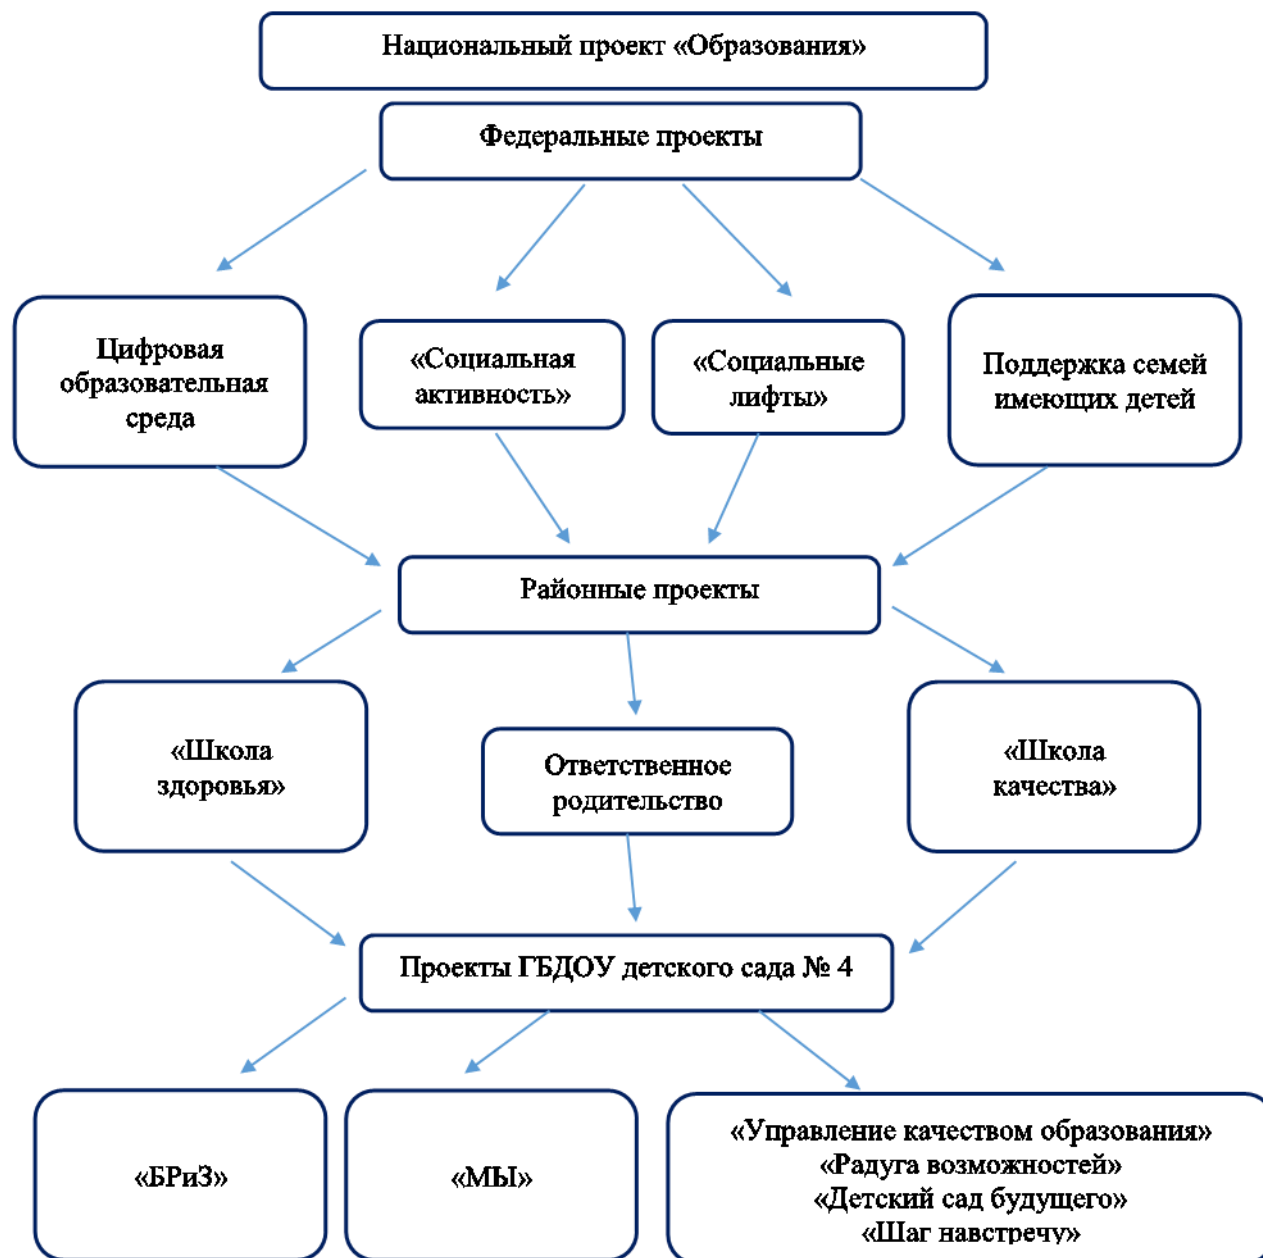 Национальный проект «Образования»
Федеральные проекты
Цифровая
образовательная
среда
«Социальная
активность»
«Социальные
лифты»
Поддержка семей
имеющих детей
Районные проекты
«Школа
здоровья»
Ответственное
родительство
«Школа
качества»
Проекты ГБДОУ детского сада № 4
«БРиЗ»
«МЫ»
«Управление качеством образования»
«Радуга возможностей»
«Детский сад будущего»
«Шаг навстречу»